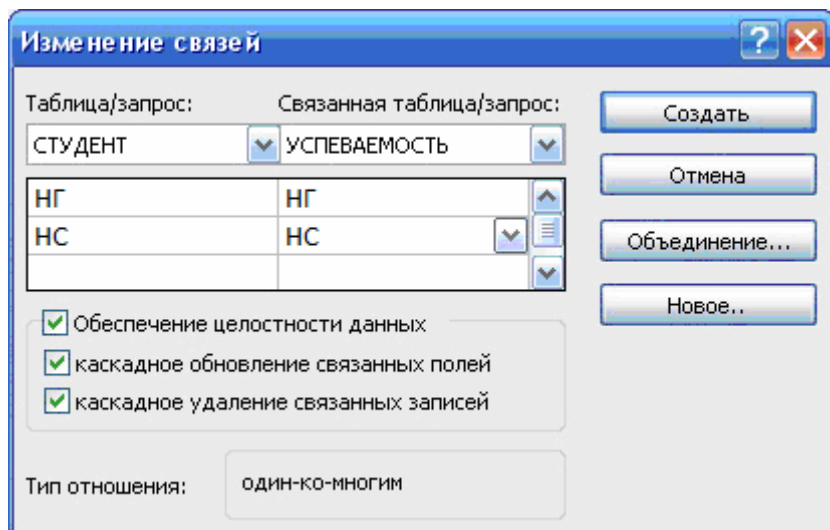 Изменение связей
Таблица/запрос: Связанная таблица/запрос:
СТУДЕНТ УСПЕВАЕМОСТЬ
НГ НГ
НС НС
Обеспечение целостности данных
каскадное обновление связанных полей
каскадное удаление связанных записей
Тип отношения: один-ко-многим
Создать
Отмена
Объединение...
Новое..